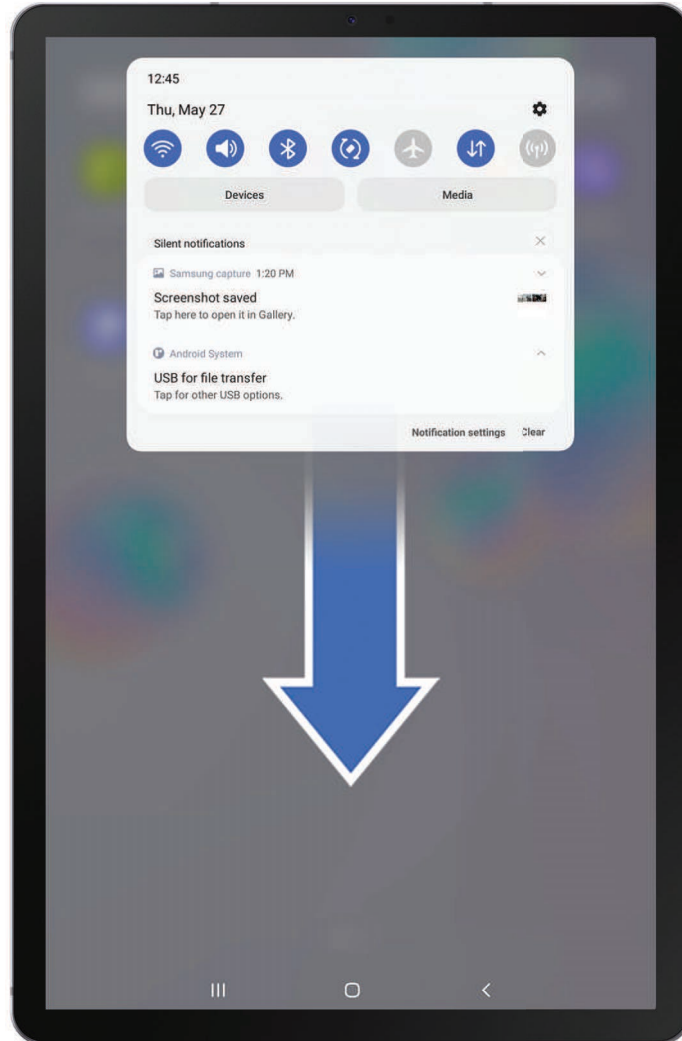 12:45
Thu, May 27
Devices
Media
Silent notifications
Samsung capture 1:20 PM
Screenshot saved
Tap here to open it in Gallery.
Android System
USB for file transfer
Tap for other USB options.
Notification settings
Clear